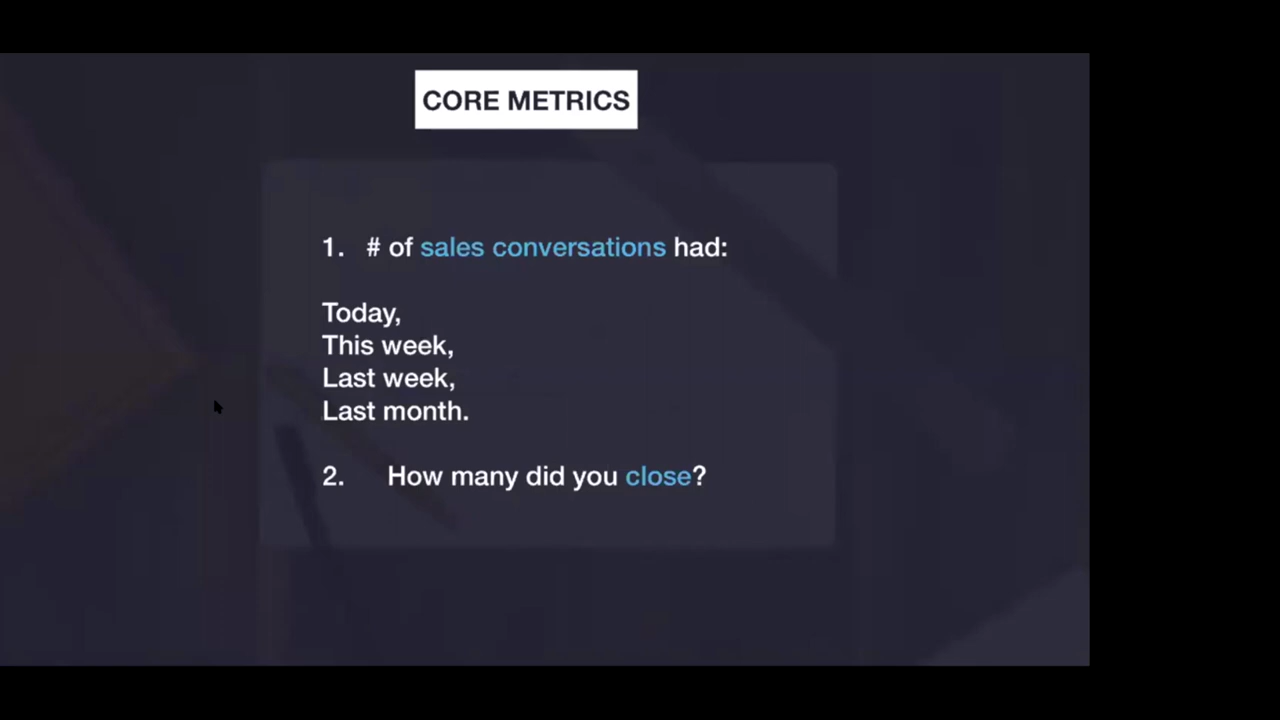 CORE METRICS
1. # of sales conversations had:
Today,
This week,
Last week,
Last month.
2. How many did you close?